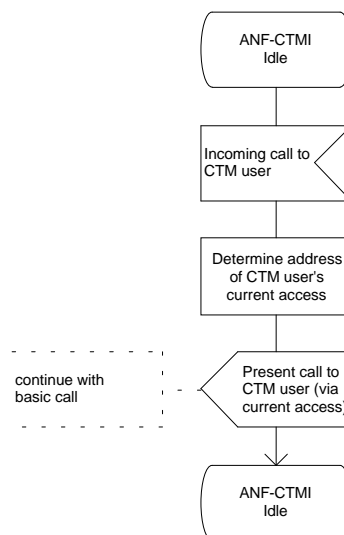 ANF-CTMI
Idle
Incoming call to
CTM user
Determine address
of CTM user's
current access
continue with
basic call
Present call to
CTM user (via
current access)
ANF-CTMI
Idle